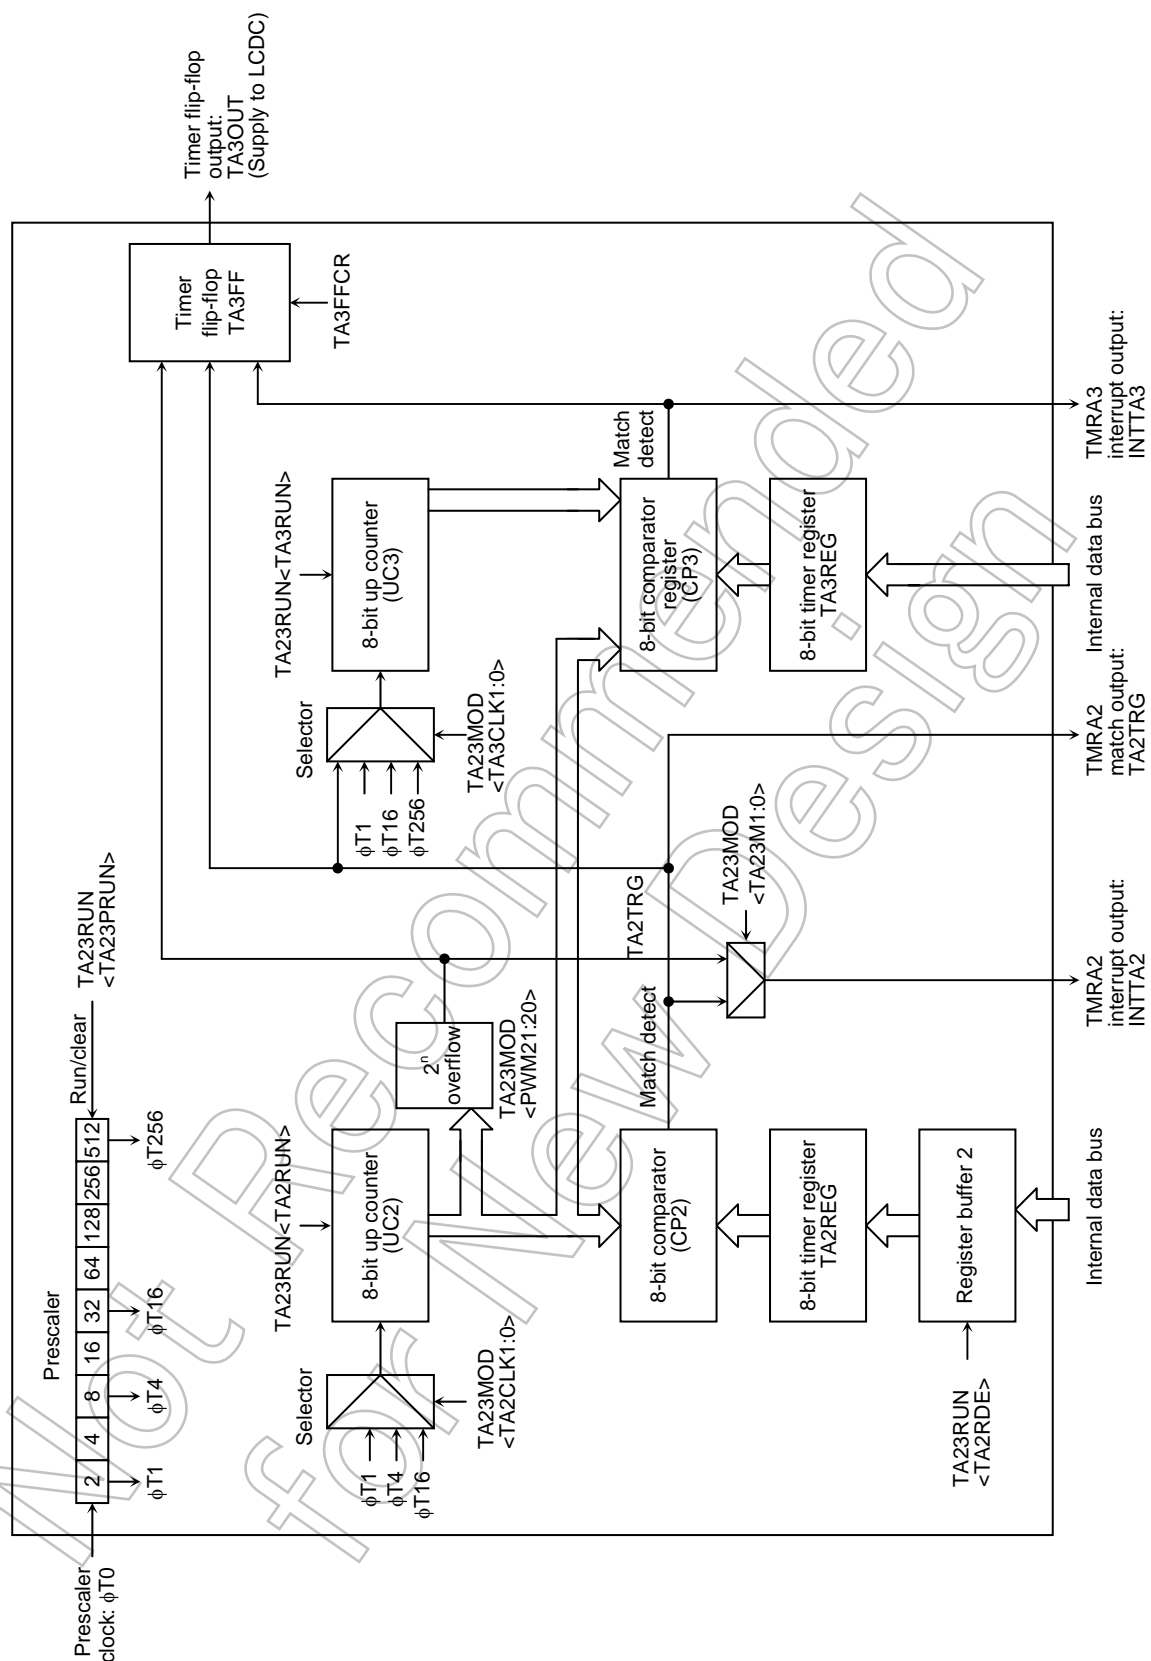 Prescaler
clock: ϕT0
Prescaler
2 4 8 16 32 64 128 256 512
Run/clear
TA23RUN
<TA23PRUN>
ϕT1
ϕT4
ϕT16
ϕT256
Timer flip-flop
output:
TA3OUT
(Supply to LCDC)
Timer
flip-flop
TA3FF
TA3FFCR
Selector
ϕT1
ϕT4
ϕT16
TA23MOD
<TA2CLK1:0>
TA23RUN<TA2RUN>
8-bit up counter
(UC2)
2ⁿ
overflow
TA23MOD
<PWM21:20>
Selector
ϕT1
ϕT16
ϕT256
TA23MOD
<TA3CLK1:0>
TA23RUN<TA3RUN>
8-bit up counter
(UC3)
8-bit comparator
(CP2)
Match detect
TA2TRG
8-bit comparator
register
(CP3)
Match
detect
8-bit timer register
TA2REG
TA23MOD
<TA23M1:0>
8-bit timer register
TA3REG
TA23RUN
<TA2RDE>
Register buffer 2
Internal data bus
TMRA2
interrupt output:
INTTA2
TMRA2
match output:
TA2TRG
Internal data bus
TMRA3
interrupt output:
INTTA3
Not Recommended
for New Design